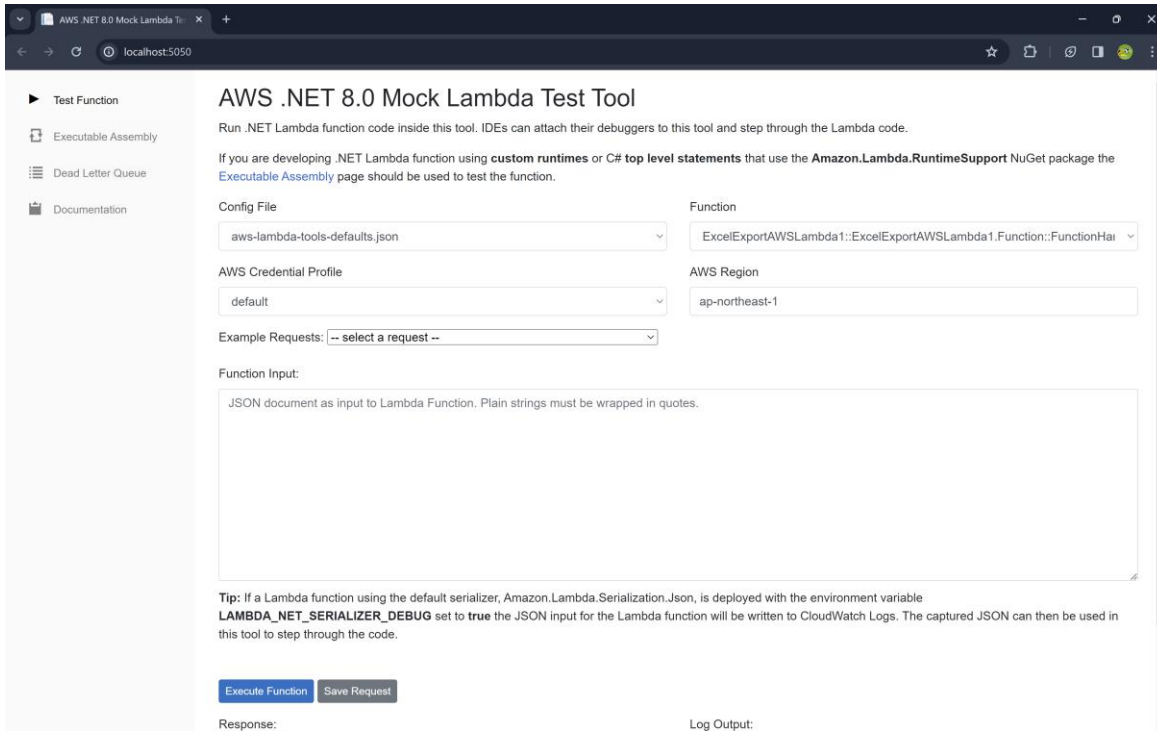 AWS .NET 8.0 Mock Lambda Te
localhost:5050
Test Function
Executable Assembly
Dead Letter Queue
Documentation
AWS .NET 8.0 Mock Lambda Test Tool
Run .NET Lambda function code inside this tool. IDEs can attach their debuggers to this tool and step through the Lambda code.
If you are developing .NET Lambda function using custom runtimes or C# top level statements that use the Amazon.Lambda.RuntimeSupport NuGet package the
Executable Assembly page should be used to test the function.
Config File
Function
aws-lambda-tools-defaults.json
ExcelExportAWSLambda1::ExcelExportAWSLambda1.Function::FunctionHa
AWS Credential Profile
AWS Region
default
ap-northeast-1
Example Requests: -- select a request --
Function Input:
JSON document as input to Lambda Function. Plain strings must be wrapped in quotes.
Tip: If a Lambda function using the default serializer, Amazon.Lambda.Serialization.Json, is deployed with the environment variable
LAMBDA_NET_SERIALIZER_DEBUG set to true the JSON input for the Lambda function will be written to CloudWatch Logs. The captured JSON can then be used in
this tool to step through the code.
Execute Function
Save Request
Response:
Log Output: